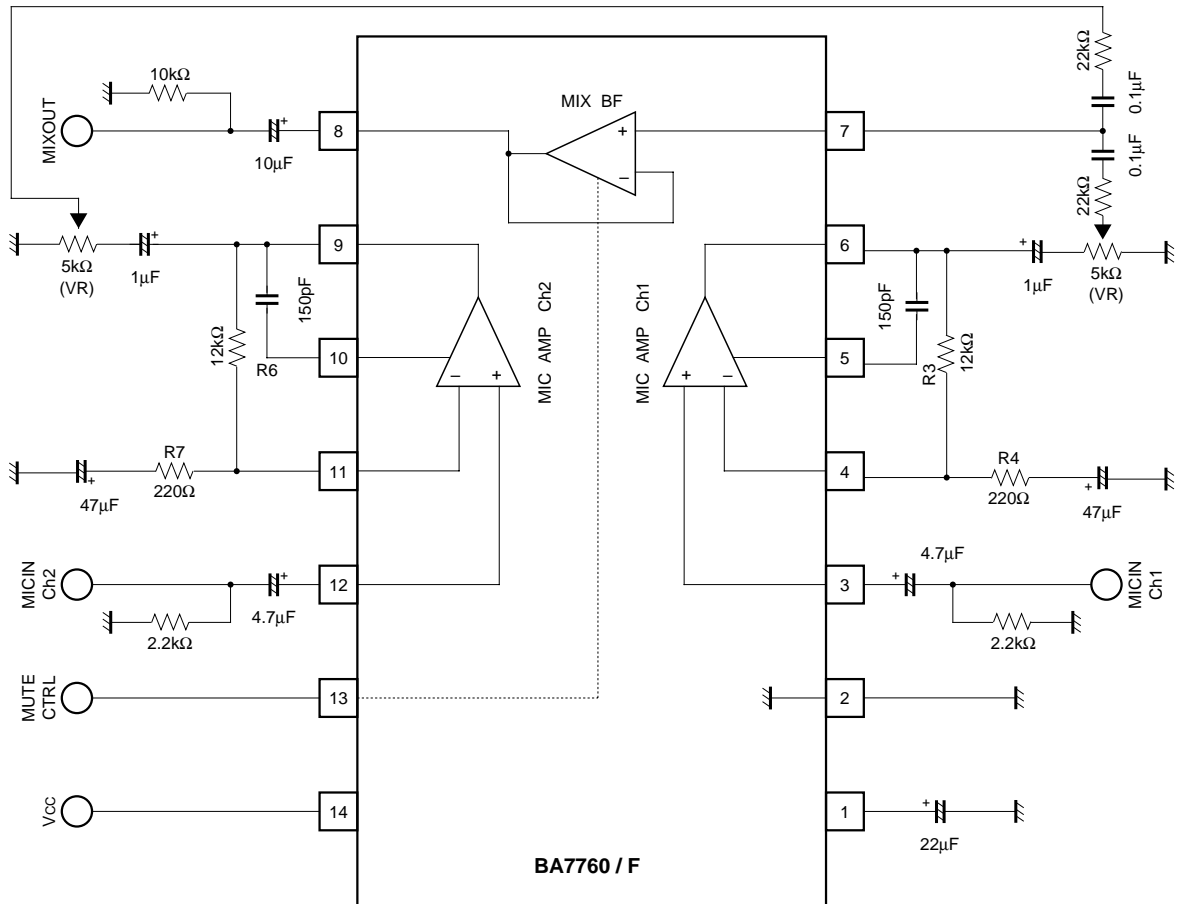 22kΩ
0.1μF
10kΩ
MIXOUT
MIX BF
+
−
8
7
+
10μF
0.1μF
22kΩ
+
5kΩ
(VR)
1μF
9
6
+
1μF
5kΩ
(VR)
150pF
12kΩ
R6
10
MIC AMP Ch2
− +
MIC AMP Ch1
+ −
5
150pF
R3
12kΩ
R7
220Ω
+
47μF
11
4
R4
220Ω
+
47μF
MICIN
Ch2
+
4.7μF
2.2kΩ
12
3
4.7μF
+
2.2kΩ
MICIN
Ch1
MUTE
CTRL
13
2
VCC
14
1
+
22μF
BA7760 / F